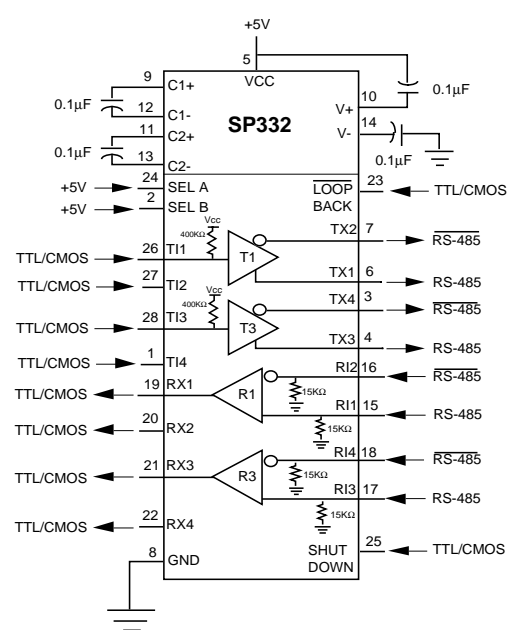 +5V
5
VCC
9 C1+
0.1µF
12 C1-
11 C2+
0.1µF
13 C2-
SP332
V+ 10
0.1µF
V- 14
0.1µF
+5V 24 SEL A
+5V 2 SEL B
LOOP BACK 23 TTL/CMOS
Vcc
400KΩ
TTL/CMOS 26 TI1
T1
TX2 7 RS-485
TTL/CMOS 27 TI2
TX1 6 RS-485
Vcc
400KΩ
TX4 3 RS-485
TTL/CMOS 28 TI3
T3
TX3 4 RS-485
TTL/CMOS 1 TI4
RI2 16 RS-485
TTL/CMOS 19 RX1
R1
15KΩ
RI1 15 RS-485
TTL/CMOS 20 RX2
15KΩ
RI4 18 RS-485
TTL/CMOS 21 RX3
R3
15KΩ
RI3 17 RS-485
TTL/CMOS 22 RX4
15KΩ
8 GND
SHUT DOWN 25 TTL/CMOS